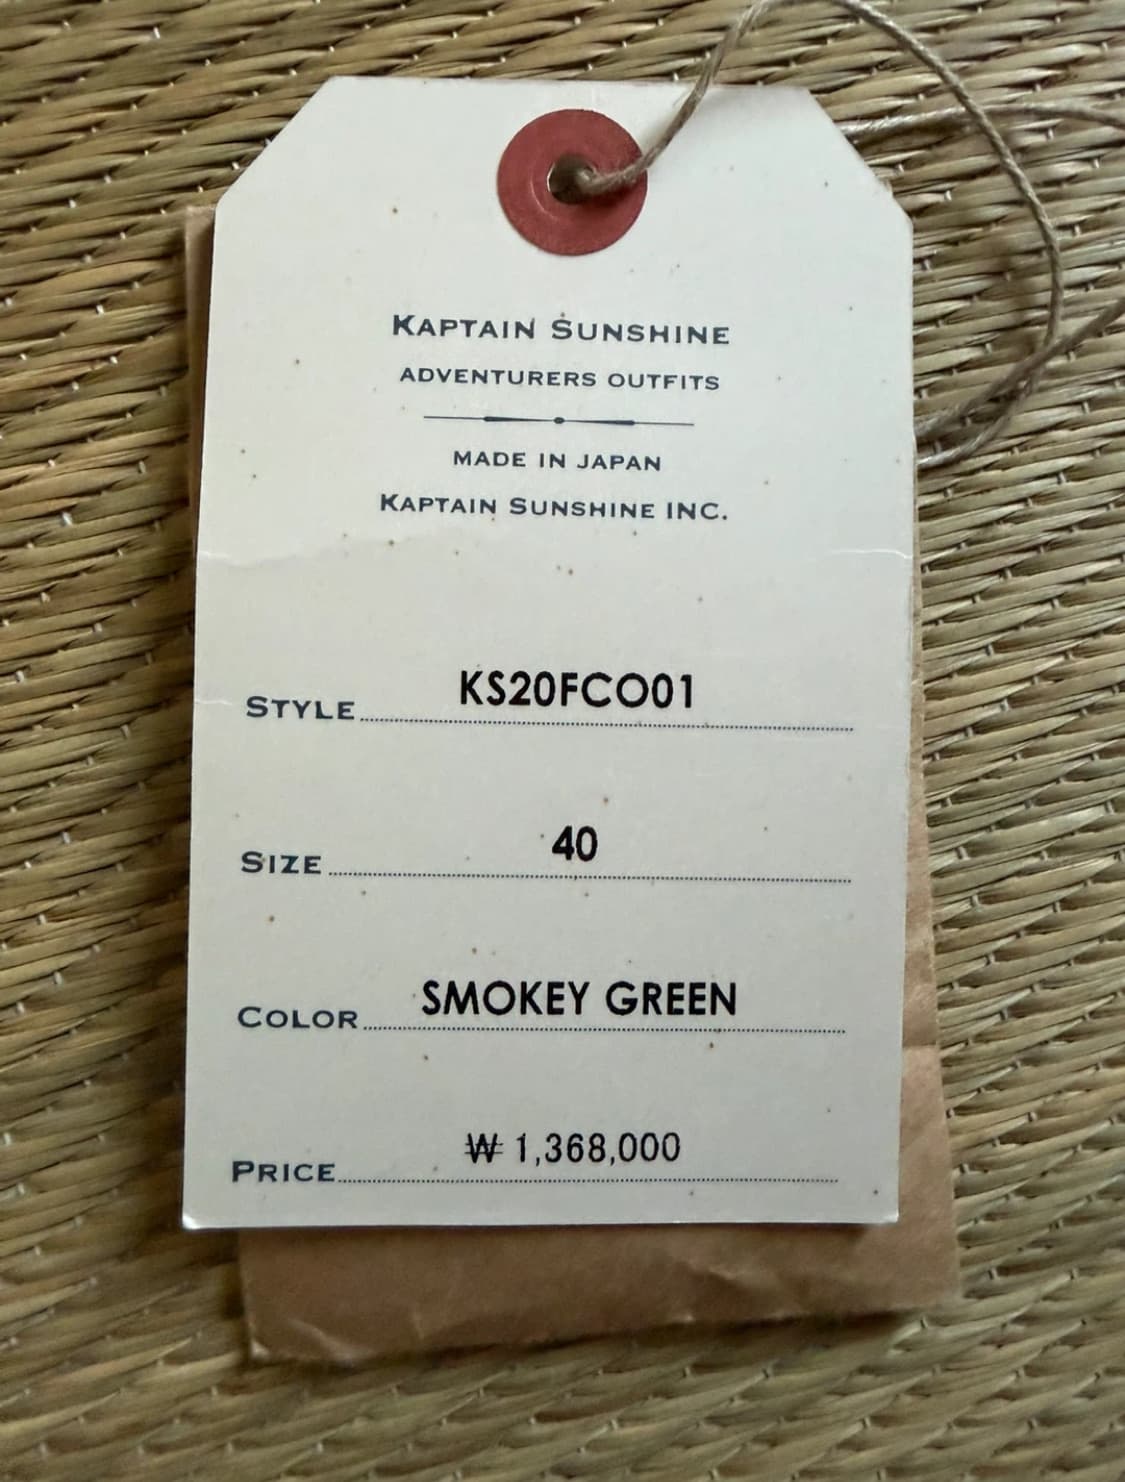 KAPTAIN SUNSHINE
ADVENTURERS OUTFITS
MADE IN JAPAN
KAPTAIN SUNSHINE INC.
STYLE KS20FCO01
SIZE 40
COLOR SMOKEY GREEN
PRICE ₩ 1,368,000